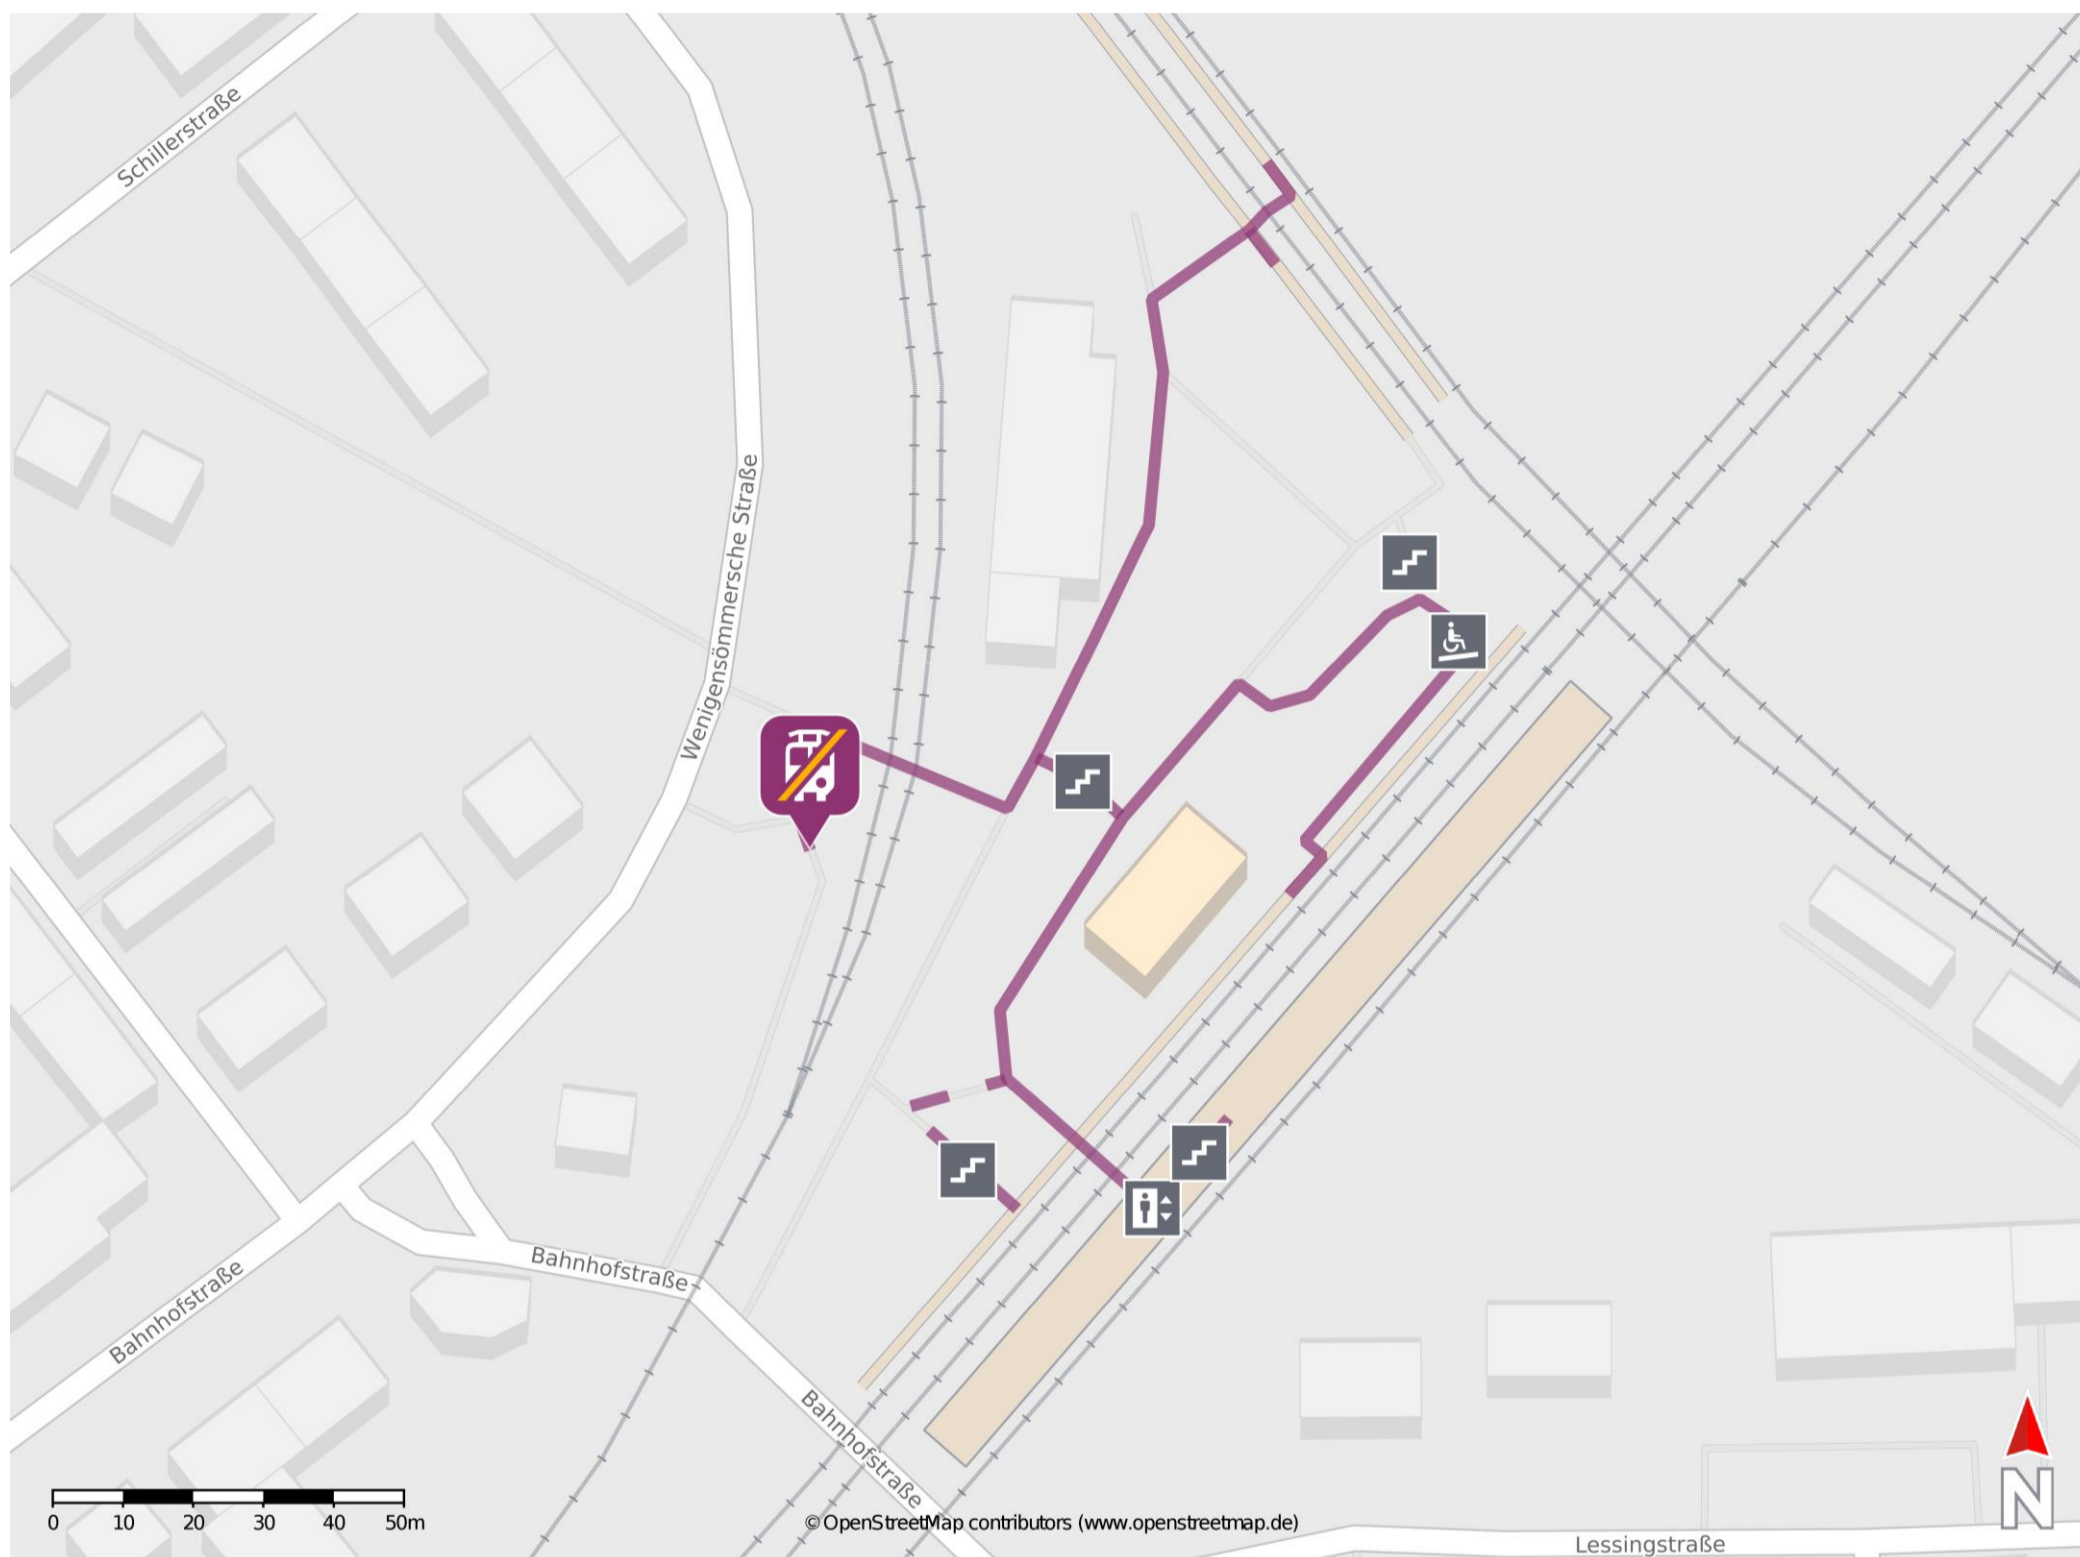 Schillerstraße
Wenigensömmersche Straße
Bahnhofstraße
Bahnhofstraße
Bahnhofstraße
0 10 20 30 40 50m
© OpenStreetMap contributors (www.openstreetmap.de)
N
Lessingstraße